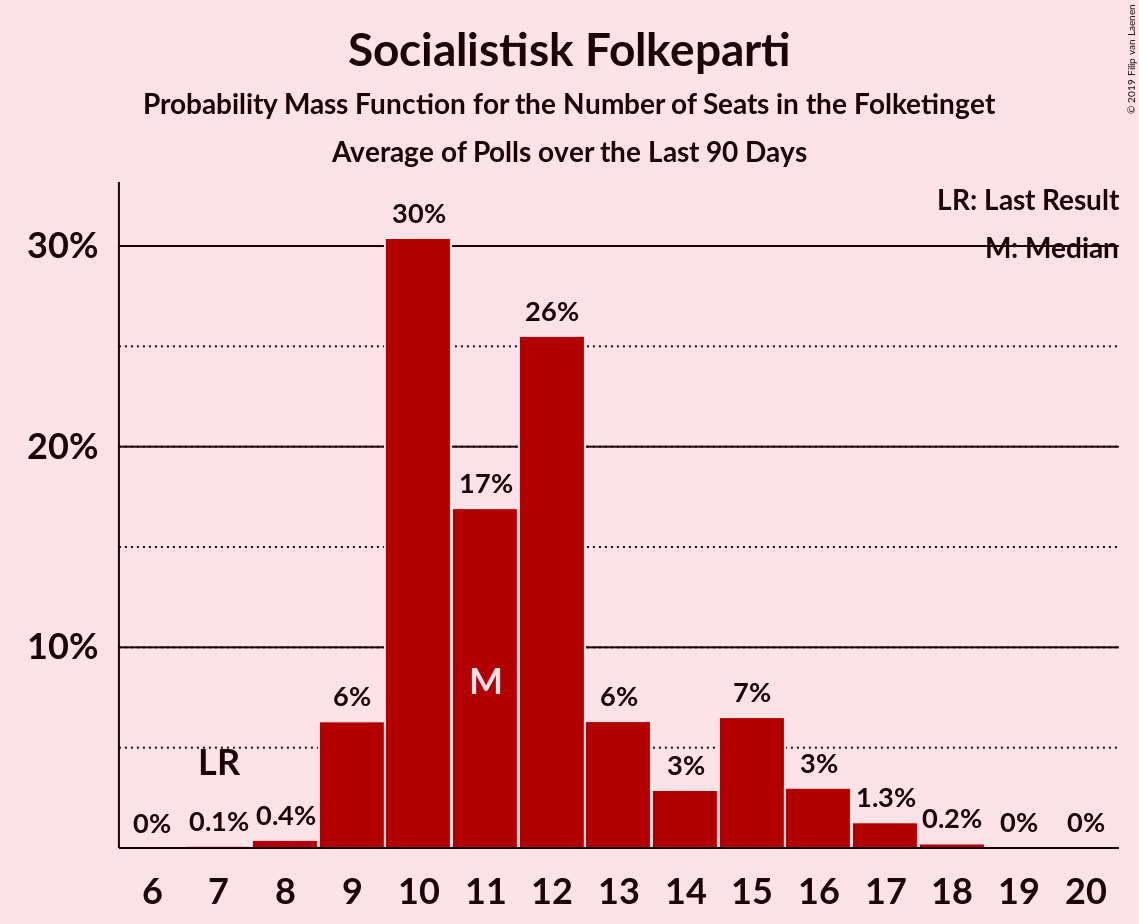 Socialistisk Folkeparti
Probability Mass Function for the Number of Seats in the Folketinget
Average of Polls over the Last 90 Days
© 2019 Filip van Laenen
LR: Last Result
M: Median
30%
20%
10%
0%
0.1%
0.4%
6%
30%
17%
26%
6%
3%
7%
3%
1.3%
0.2%
0%
0%
LR
M
6 7 8 9 10 11 12 13 14 15 16 17 18 19 20